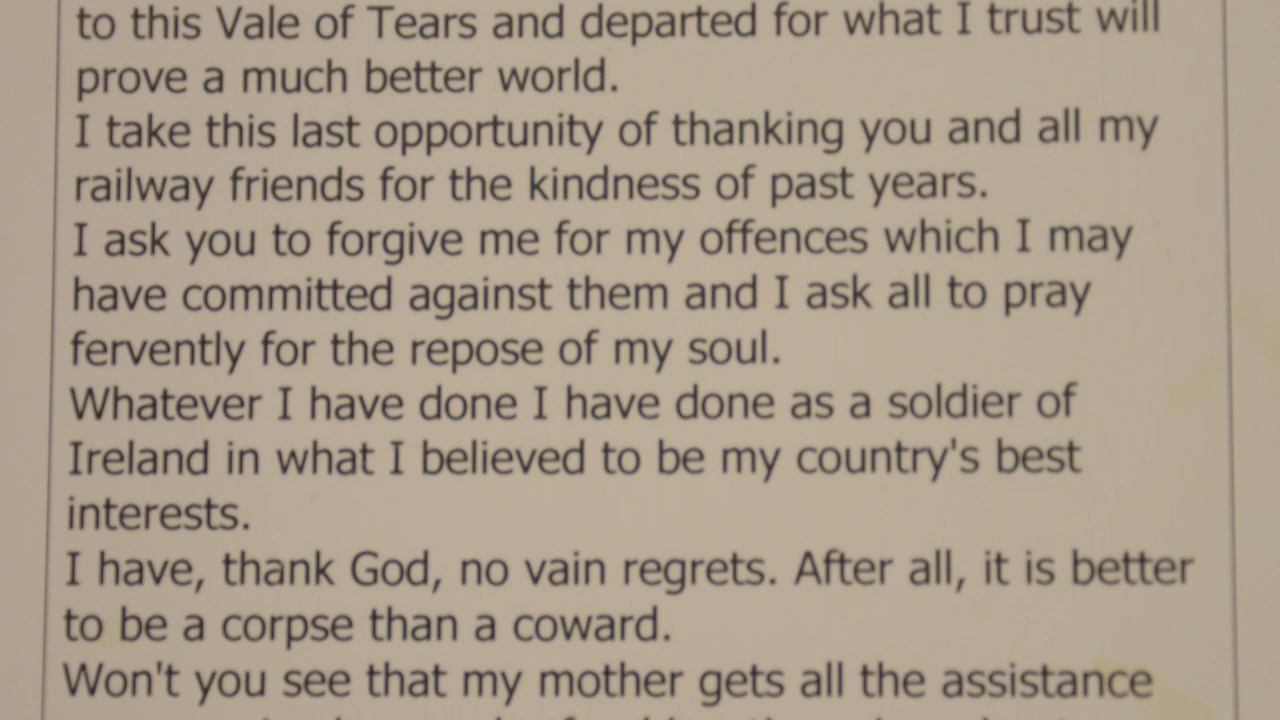 to this Vale of Tears and departed for what I trust will
prove a much better world.
I take this last opportunity of thanking you and all my
railway friends for the kindness of past years.
I ask you to forgive me for my offences which I may
have committed against them and I ask all to pray
fervently for the repose of my soul.
Whatever I have done I have done as a soldier of
Ireland in what I believed to be my country's best
interests.
I have, thank God, no vain regrets. After all, it is better
to be a corpse than a coward.
Won't you see that my mother gets all the assistance